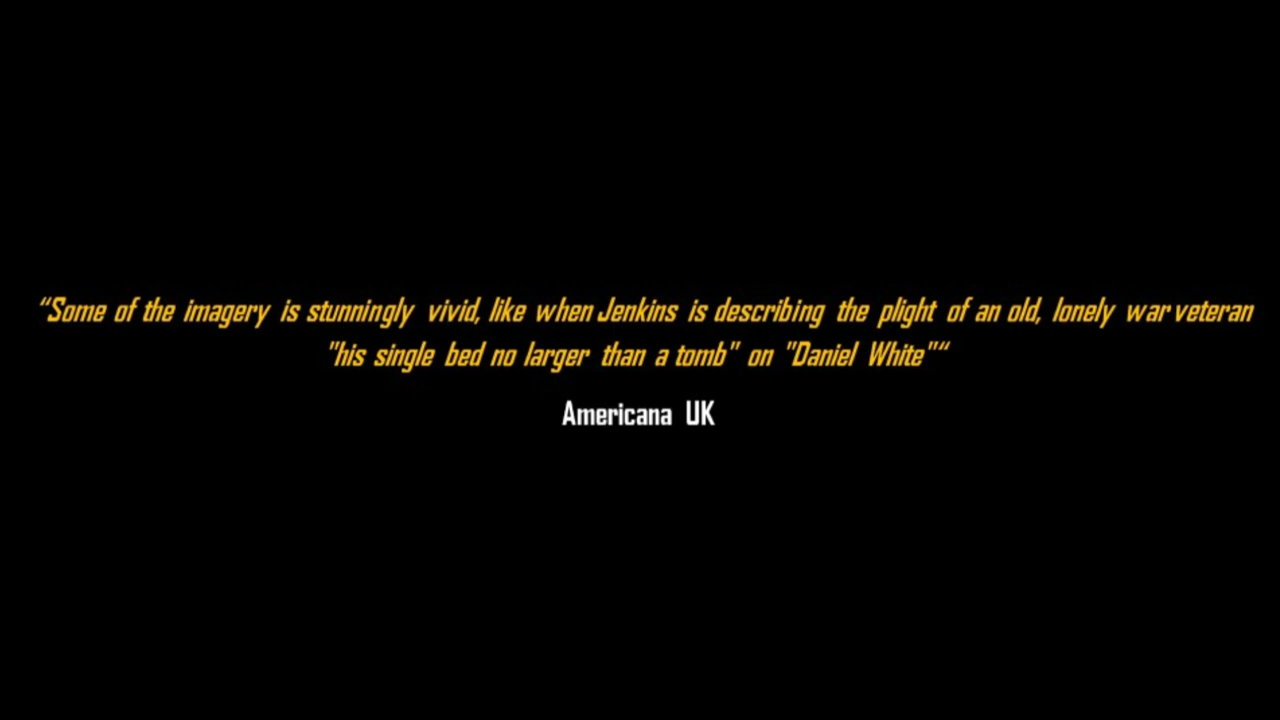 “Some of the imagery is stunningly vivid, like when Jenkins is describing the plight of an old, lonely war veteran
"his single bed no larger than a tomb" on "Daniel White"“
Americana UK